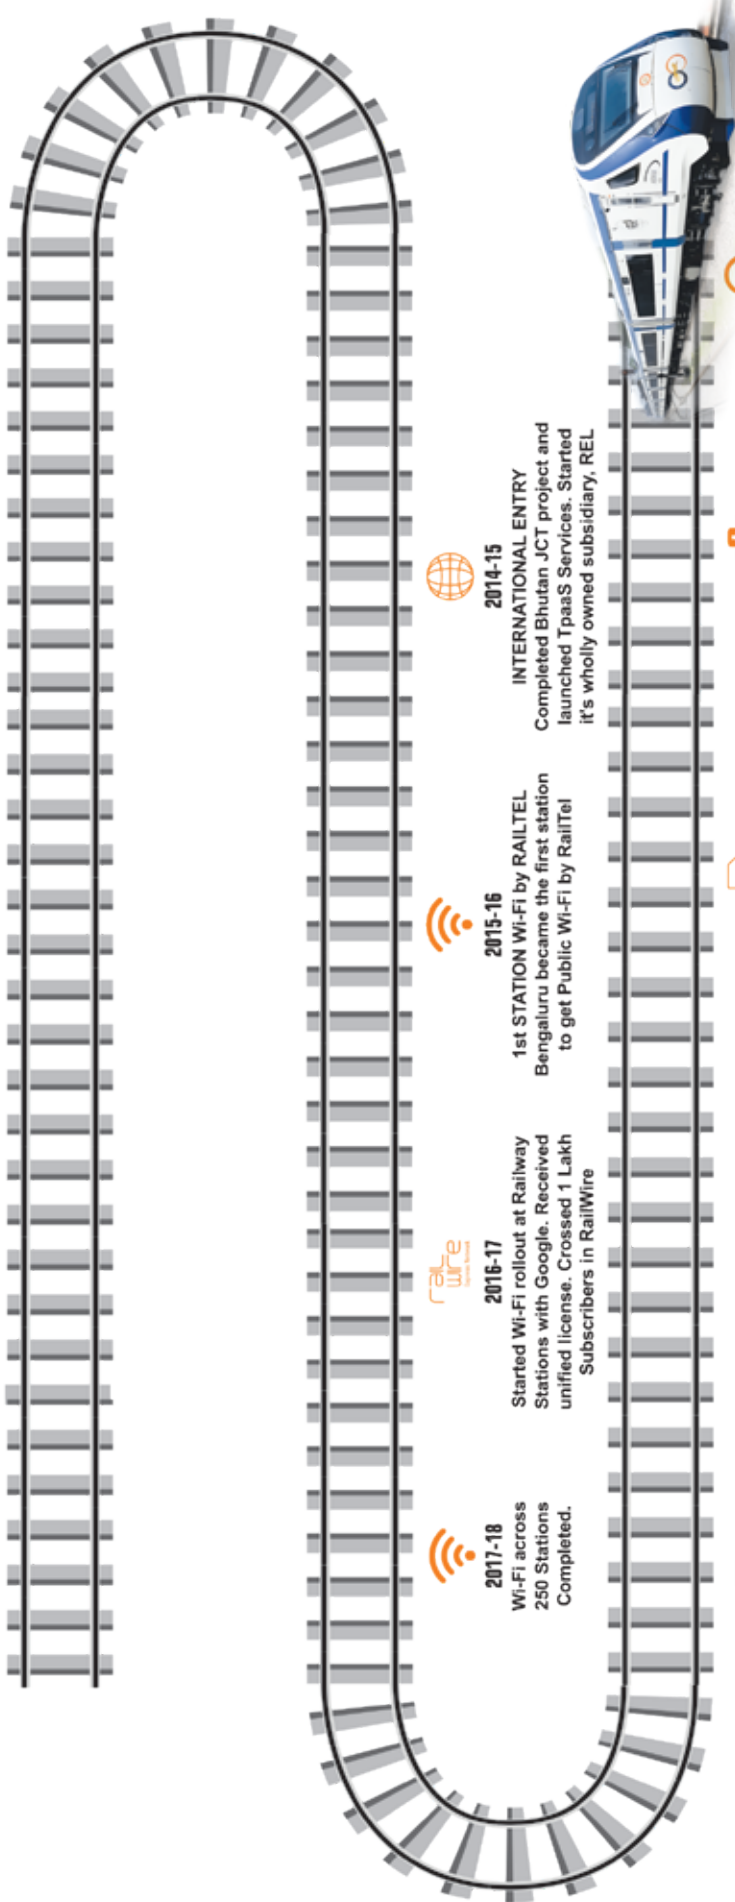 2017-18
Wi-Fi across
250 Stations
Completed.
rail
wire
2016-17
Started Wi-Fi rollout at Railway
Stations with Google. Received
unified license. Crossed 1 Lakh
Subscribers in RailWire
2015-16
1st STATION Wi-Fi by RAILTEL
Bengaluru became the first station
to get Public Wi-Fi by RailTel
2014-15
INTERNATIONAL ENTRY
Completed Bhutan JCT project and
launched TpaaS Services. Started
it's wholly owned subsidiary, REL